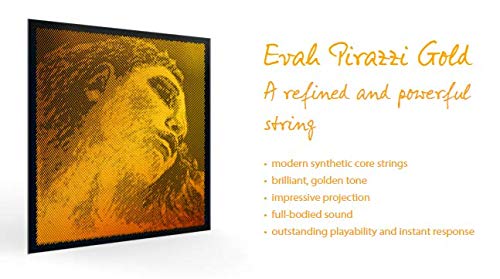 Evah Pirazzi Gold
A refined and powerful
string
• modern synthetic core strings
• brilliant, golden tone
• impressive projection
• full-bodied sound
• outstanding playability and instant response